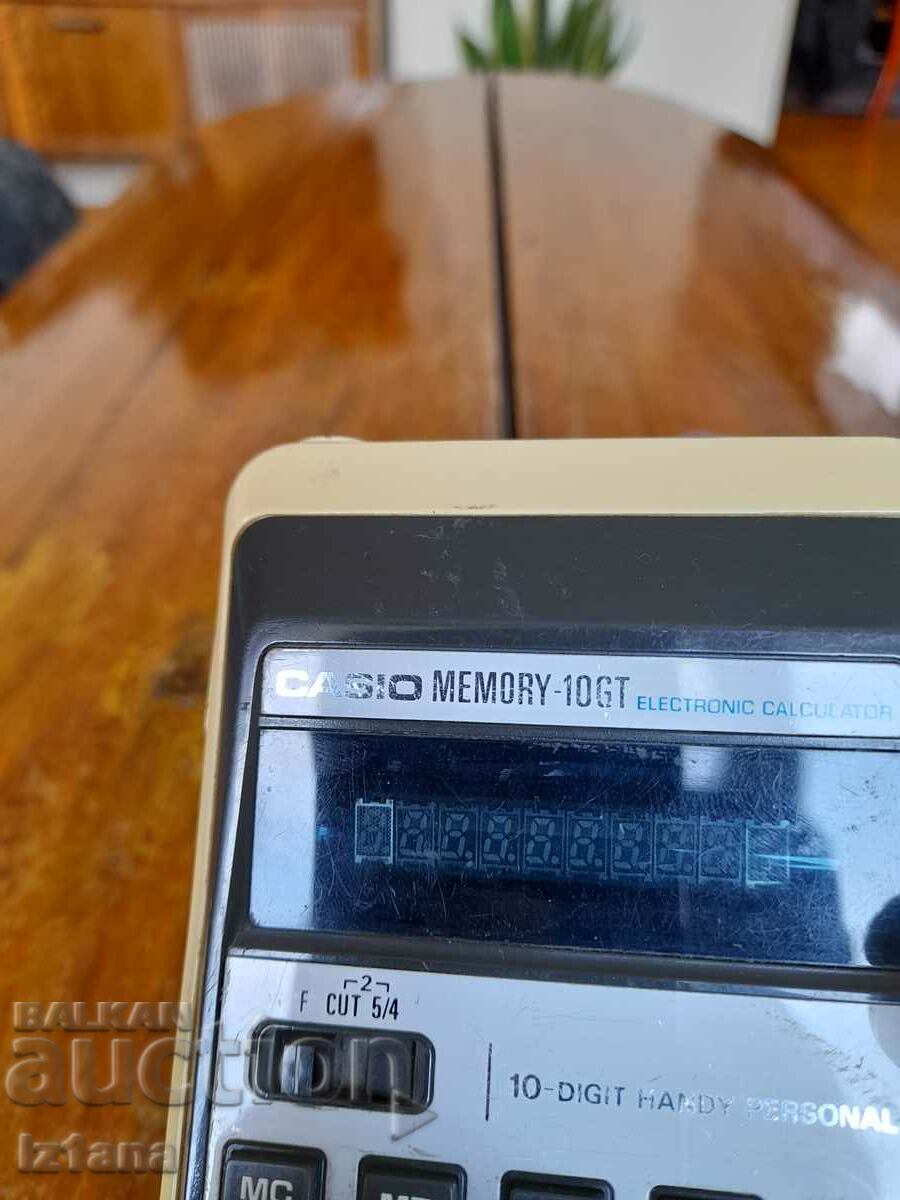 CASIO MEMORY-10GT ELECTRONIC CALCULATOR
2
F CUT 5/4
10-DIGIT HANDY PERSONAL
MC
BALKAN
auction
iz1ana